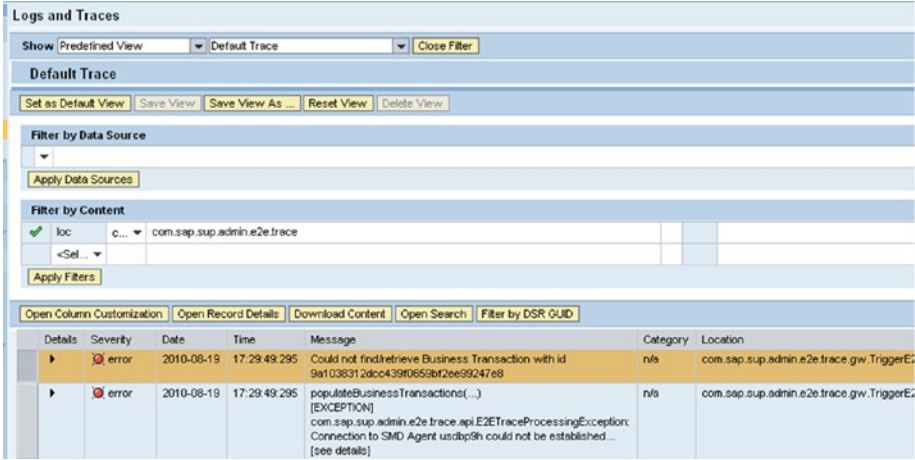 Logs and Traces
Show Predefined View Default Trace Close Filter
Default Trace
Set as Default View Save View Save View As ... Reset View Delete View
Filter by Data Source
Apply Data Sources
Filter by Content
loc c... com.sap.sup.admin.e2e.trace
<Sel...
Apply Filters
Open Column Customization Open Record Details Download Content Open Search Filter by DSR GUID
Details Severity Date Time Message Category Location
error 2010-08-19 17:29:49:295 Could not find/retrieve Business Transaction with id n/a com.sap.sup.admin.e2e.trace.gw.TriggerE2
9a1038312dcc439f0659bf2ee99247e8
error 2010-08-19 17:29:49:295 populateBusinessTransactions(...) n/a com.sap.sup.admin.e2e.trace.gw.TriggerE2
[EXCEPTION]
com.sap.sup.admin.e2e.trace.api.E2ETraceProcessingException:
Connection to SMD Agent usdbp9h could not be established...
[see details]